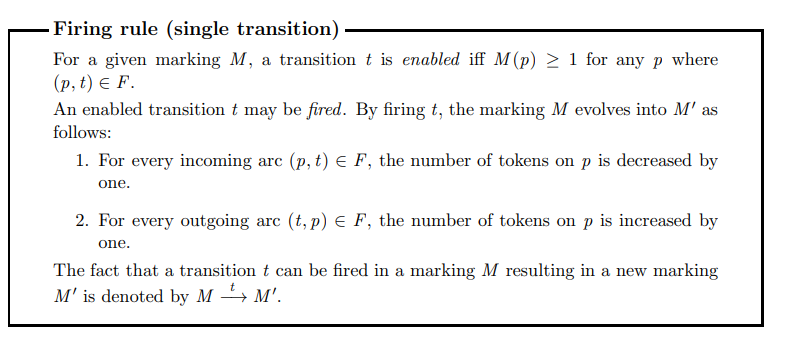 Firing rule (single transition)
For a given marking M, a transition t is enabled iff M(p) ≥ 1 for any p where
(p, t) ∈ F.
An enabled transition t may be fired. By firing t, the marking M evolves into M′ as
follows:
1. For every incoming arc (p, t) ∈ F, the number of tokens on p is decreased by
one.
2. For every outgoing arc (t, p) ∈ F, the number of tokens on p is increased by
one.
The fact that a transition t can be fired in a marking M resulting in a new marking
M′ is denoted by M —t→ M′.